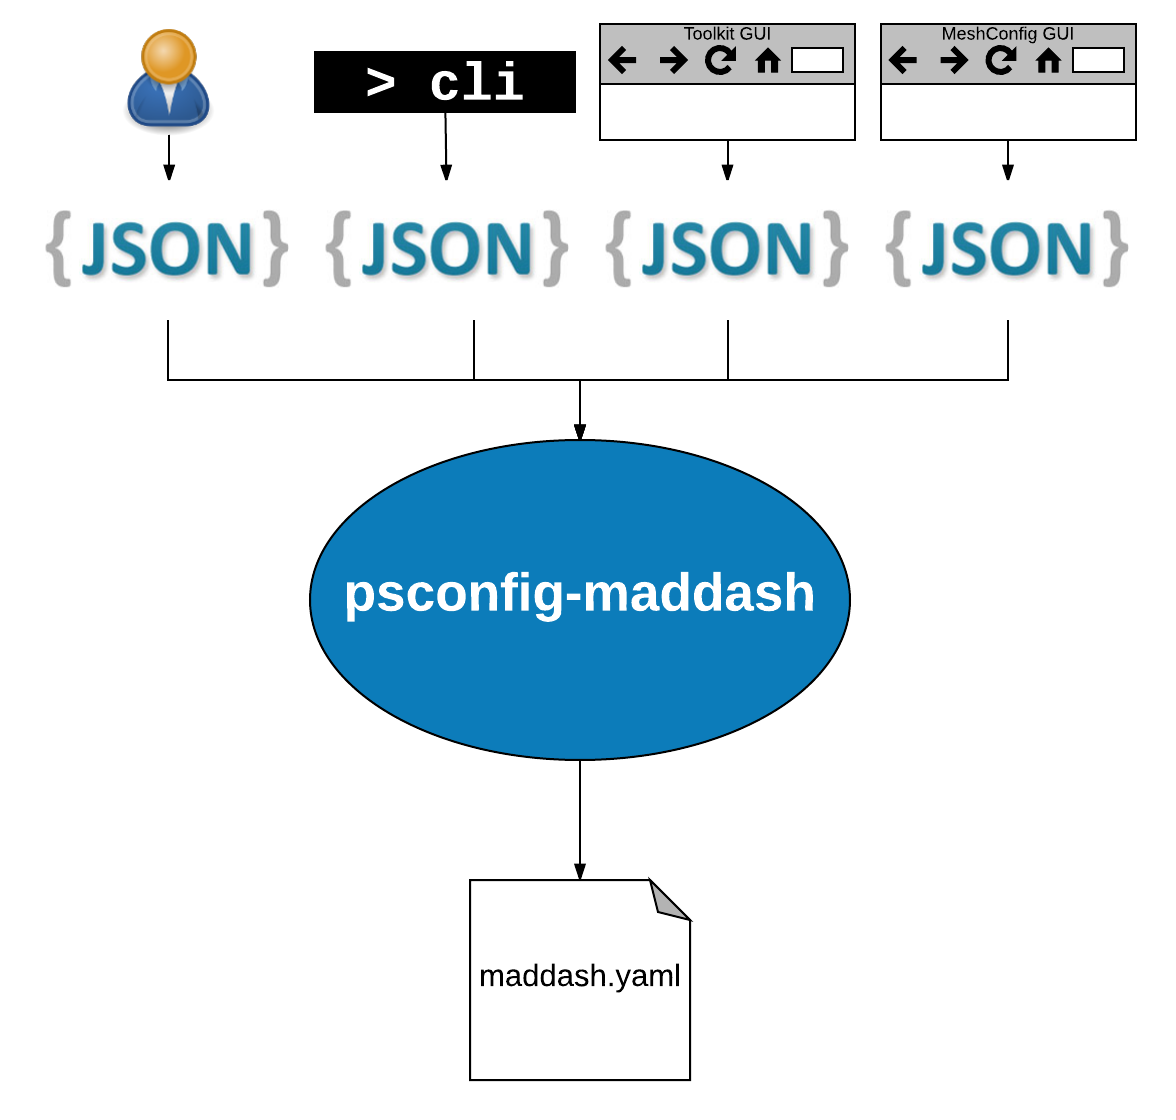 > cli
Toolkit GUI
MeshConfig GUI
{JSON}
{JSON}
{JSON}
{JSON}
psconfig-maddash
maddash.yaml